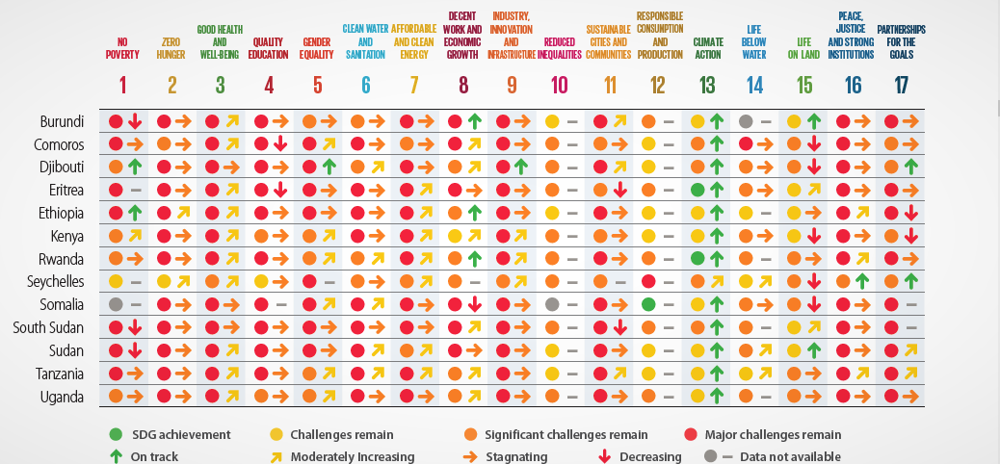 NO
POVERTY
ZERO
HUNGER
GOOD HEALTH
AND
WELL-BEING
QUALITY
EDUCATION
GENDER
EQUALITY
CLEAN WATER
AND
SANITATION
AFFORDABLE
AND CLEAN
ENERGY
DECENT
WORK AND
ECONOMIC
GROWTH
INDUSTRY,
INNOVATION
AND
INFRASTRUCTURE
REDUCED
INEQUALITIES
SUSTAINABLE
CITIES AND
COMMUNITIES
RESPONSIBLE
CONSUMPTION
AND
PRODUCTION
CLIMATE
ACTION
LIFE
BELOW
WATER
LIFE
ON LAND
PEACE,
JUSTICE
AND STRONG
INSTITUTIONS
PARTNERSHIPS
FOR THE
GOALS
1 2 3 4 5 6 7 8 9 10 11 12 13 14 15 16 17
Burundi
Comoros
Djibouti
Eritrea
Ethiopia
Kenya
Rwanda
Seychelles
Somalia
South Sudan
Sudan
Tanzania
Uganda
SDG achievement Challenges remain Significant challenges remain Major challenges remain
On track Moderately Increasing Stagnating Decreasing Data not available